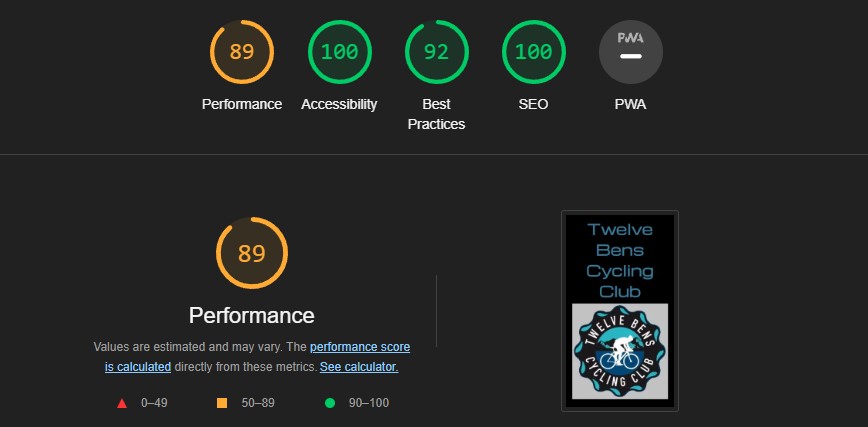 89
100
92
100
PWA
Performance
Accessibility
Best
Practices
SEO
PWA
89
Performance
Values are estimated and may vary. The performance score
is calculated directly from these metrics. See calculator.
0–49
50–89
90–100
Twelve
Bens
Cycling
Club
TWELVE BENS
CYCLING CLUB